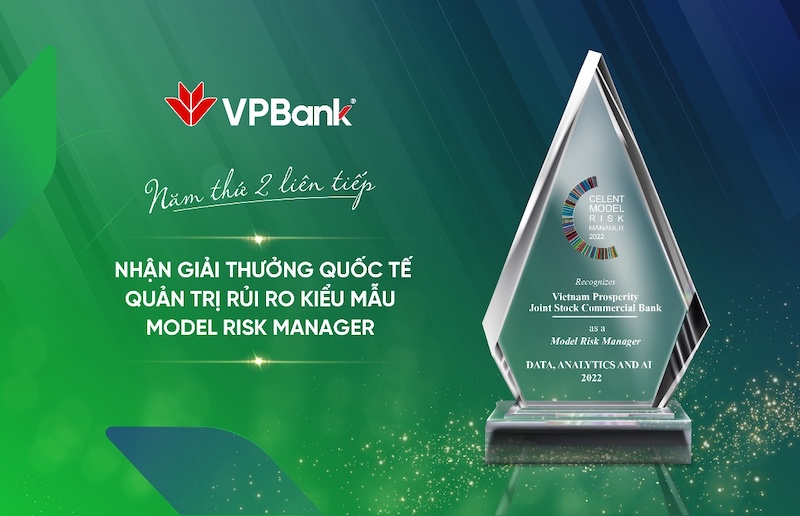 VPBank®
Năm thứ 2 liên tiếp
NHẬN GIẢI THƯỞNG QUỐC TẾ
QUẢN TRỊ RỦI RO KIỂU MẪU
MODEL RISK MANAGER
CELENT
MODEL
RISK
MANAGER
2022
Recognizes
Vietnam Prosperity
Joint Stock Commercial Bank
as a
Model Risk Manager
DATA, ANALYTICS AND AI
2022